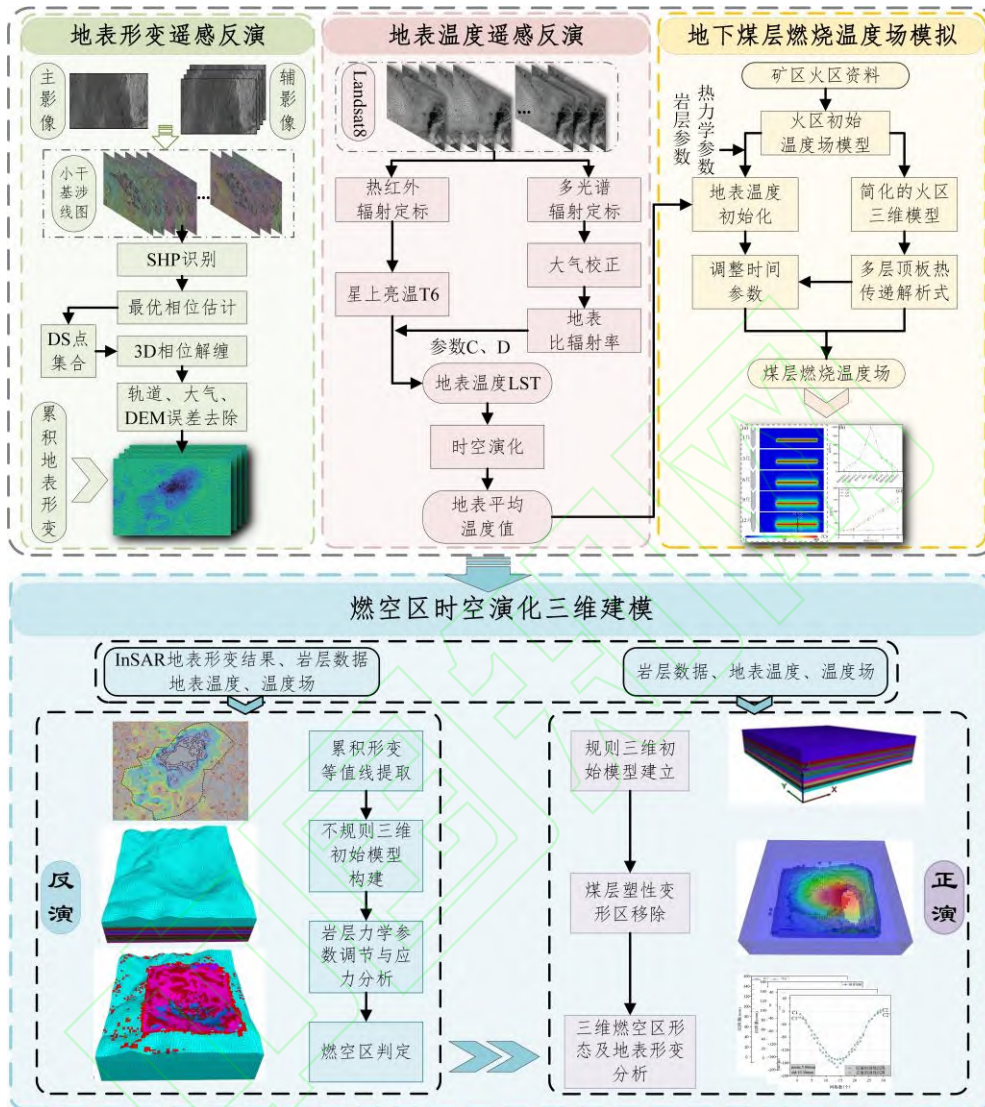 地表形变遥感反演
主影像
辅影像
小基线
干涉图
...
SHP识别
最优相位估计
DS点
集合
3D相位解缠
轨道、大气、
DEM误差去除
累积地表形变
地表温度遥感反演
Landsat8
...
热红外
辐射定标
多光谱
辐射定标
大气校正
星上亮温T6
地表
比辐射率
参数C、D
地表温度LST
时空演化
地表平均
温度值
地下煤层燃烧温度场模拟
矿区火区资料
热力学参数
岩层参数
火区初始
温度场模型
地表温度
初始化
简化的火区
三维模型
调整时间
参数
多层顶板热
传递解析式
煤层燃烧温度场
燃空区时空演化三维建模
InSAR地表形变结果、岩层数据
地表温度、温度场
岩层数据、地表温度、温度场
反演
累积形变
等值线提取
不规则三维
初始模型
构建
岩层力学参
数调节与应
力分析
燃空区判定
规则三维初
始模型建立
煤层塑性变
形区移除
三维燃空区形
态及地表形变
分析
Y
X
正演